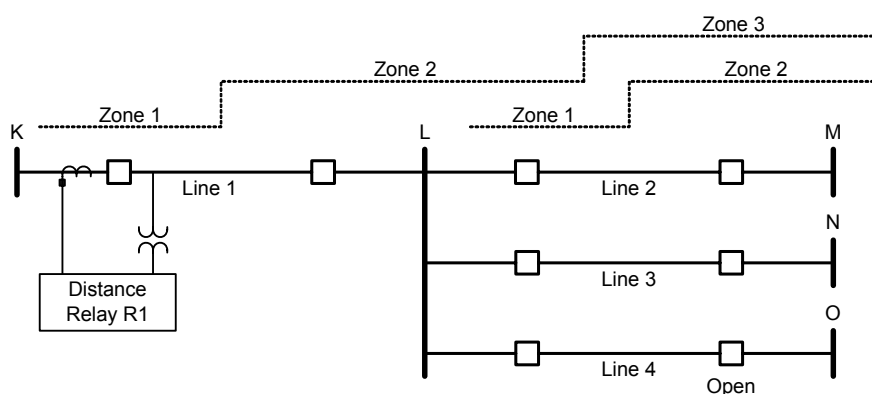 Zone 3
Zone 2
Zone 2
Zone 1
Zone 1
K
L
M
Line 1
Line 2
N
Distance
Relay R1
Line 3
O
Line 4
Open